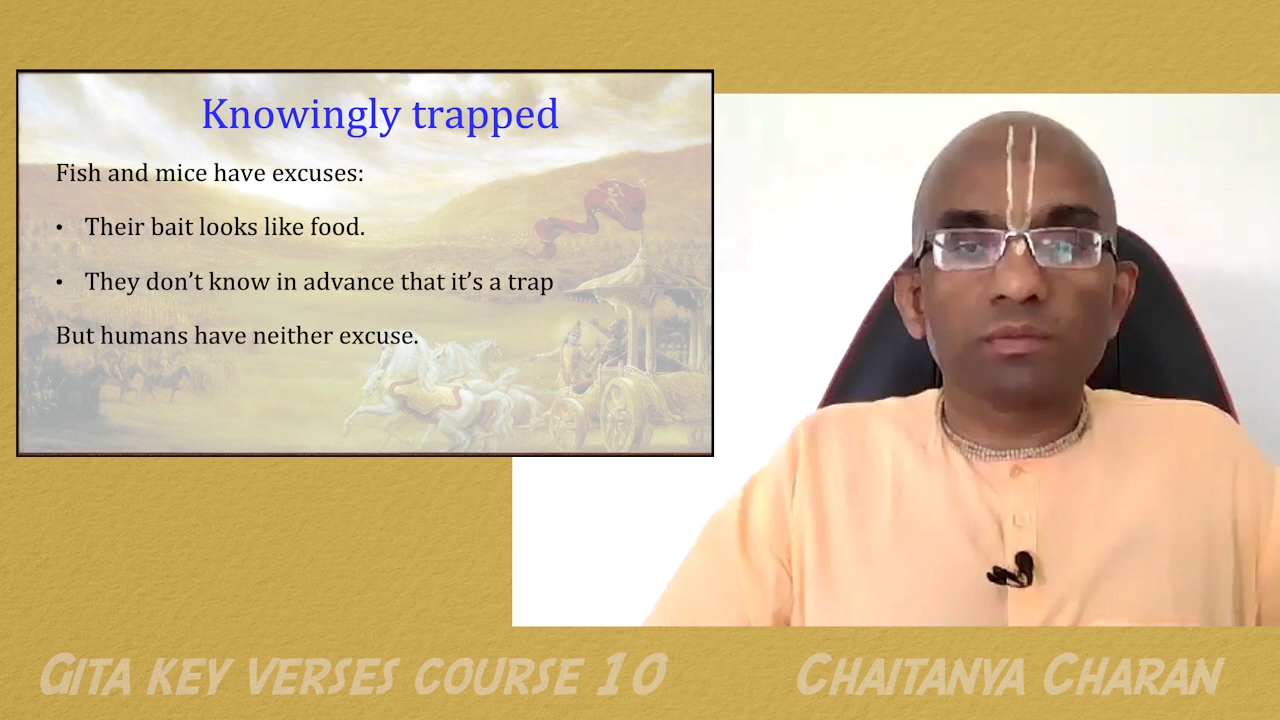 Knowingly trapped
Fish and mice have excuses:
• Their bait looks like food.
• They don’t know in advance that it’s a trap
But humans have neither excuse.
GITA KEY VERSES COURSE 10
CHAITANYA CHARAN